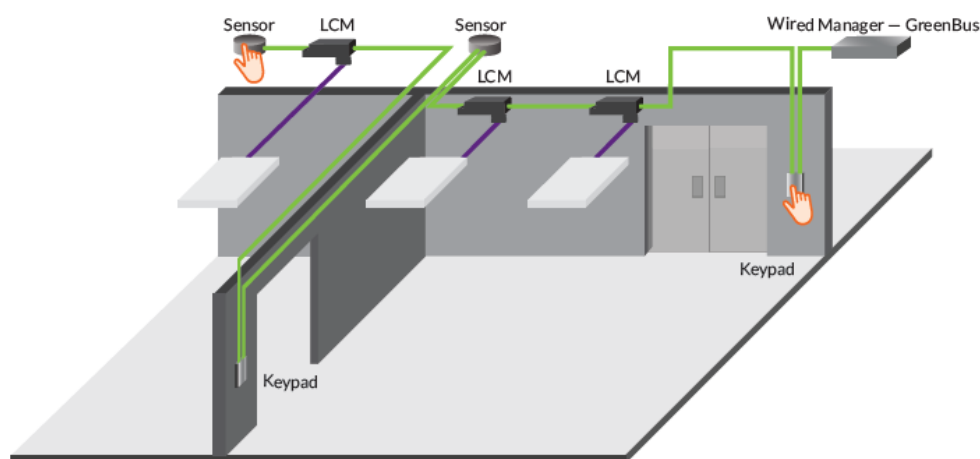 Sensor
LCM
Sensor
Wired Manager — GreenBus
LCM
LCM
Keypad
Keypad